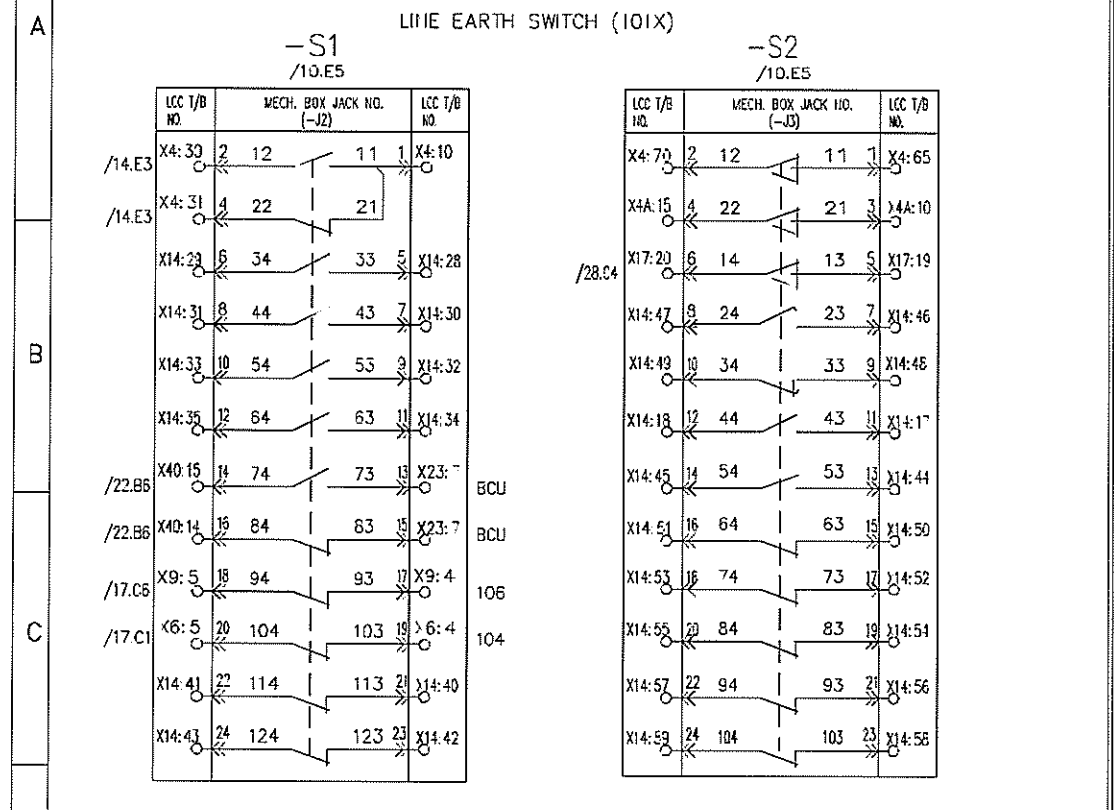 LINE EARTH SWITCH (101X)
A
-S1
/10.E5
LCC T/B NO.
MECH. BOX JACK NO. (-J2)
LCC T/B NO.
/14.E3 X4:30 2 12 11 1 X4:10
/14.E3 X4:31 4 22 21
X14:29 6 34 33 5 X14:28
X14:31 8 44 43 7 X14:30
X14:33 10 54 53 9 X14:32
X14:35 12 64 63 11 X14:34
/22.B6 X40:15 14 74 73 13 X23: BCU
/22.B6 X40:14 16 84 83 15 X23:7 BCU
/17.C6 X9:5 18 94 93 17 X9:4 106
/17.C1 X6:5 20 104 103 19 X6:4 104
X14:41 22 114 113 21 X14:40
X14:43 24 124 123 23 X14:42
-S2
/10.E5
LCC T/B NO.
MECH. BOX JACK NO. (-J3)
LCC T/B NO.
X4:70 2 12 11 1 X4:65
X4A:15 4 22 21 3 X4A:10
/28.C4 X17:20 6 14 13 5 X17:19
X14:47 8 24 23 7 X14:46
X14:49 10 34 33 9 X14:48
X14:18 12 44 43 11 X14:17
X14:45 14 54 53 13 X14:44
X14:51 16 64 63 15 X14:50
X14:53 18 74 73 17 X14:52
X14:55 20 84 83 19 X14:54
X14:57 22 94 93 21 X14:56
X14:59 24 104 103 23 X14:58
B
C